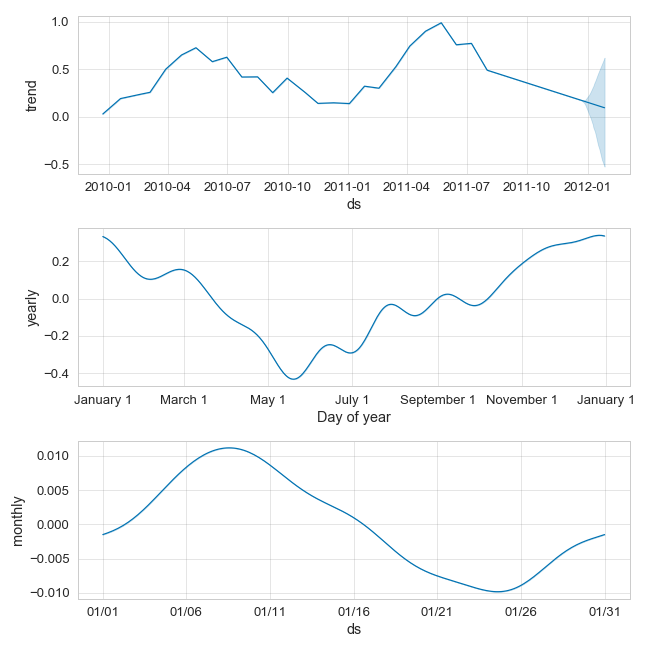 1.0
0.5
0.0
−0.5
trend
2010-01 2010-04 2010-07 2010-10 2011-01 2011-04 2011-07 2011-10 2012-01
ds
0.2
0.0
−0.2
−0.4
yearly
January 1 March 1 May 1 July 1 September 1 November 1 January 1
Day of year
0.010
0.005
0.000
−0.005
−0.010
monthly
01/01 01/06 01/11 01/16 01/21 01/26 01/31
ds